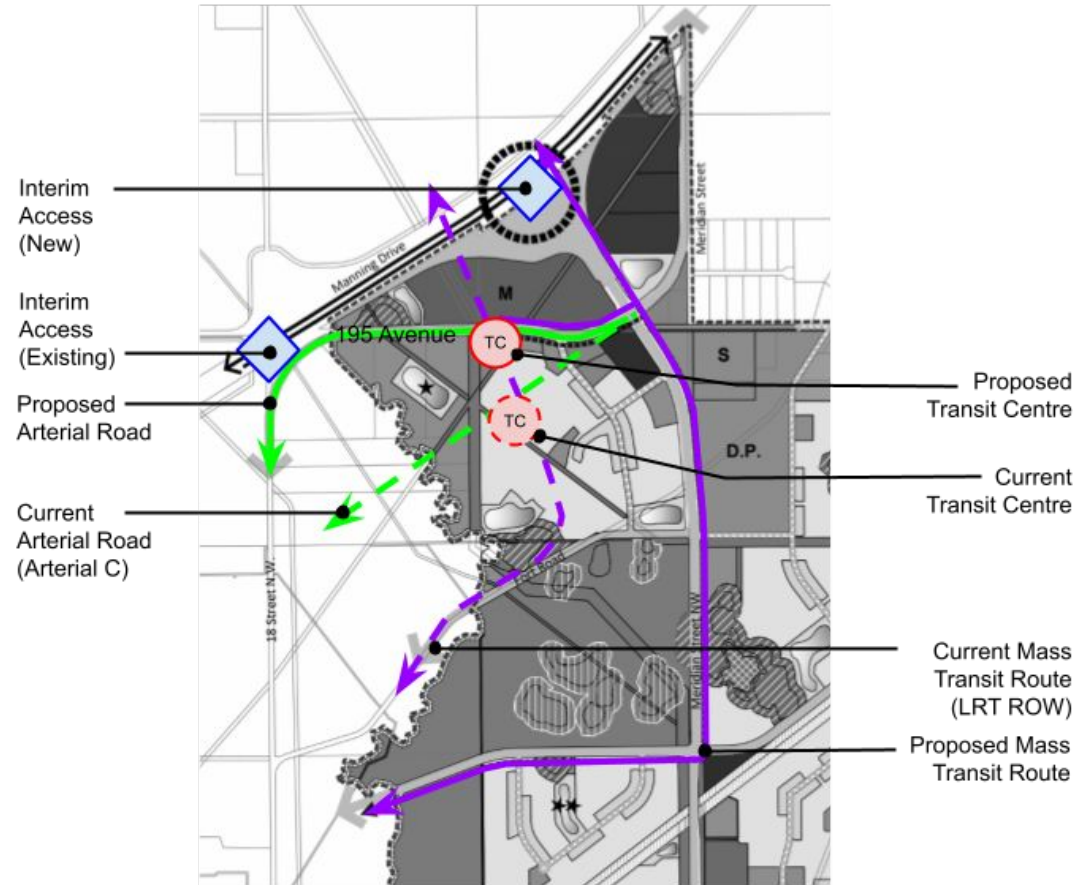 Interim
Access
(New)
Interim
Access
(Existing)
Proposed
Arterial Road
Current
Arterial Road
(Arterial C)
Manning Drive
Meridian Street
M
195 Avenue
TC
TC
S
D.P.
18 Street N.W.
Fort Road
Meridian Street NW
Proposed
Transit Centre
Current
Transit Centre
Current Mass
Transit Route
(LRT ROW)
Proposed Mass
Transit Route